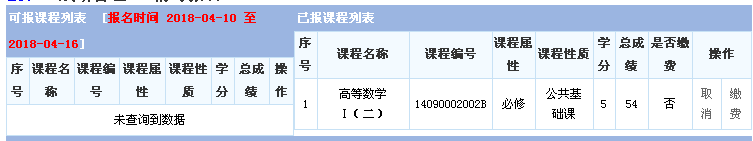 可报课程列表 [报名时间 2018-04-10 至
2018-04-16]
序号 课程名称 课程编号 课程属性 课程性质 学分 总成绩 操作
未查询到数据
已报课程列表
序号 课程名称 课程编号 课程属性 课程性质 学分 总成绩 是否缴费 操作
1 高等数学I（二） 14090002002B 必修 公共基础课 5 54 否 取消 缴费